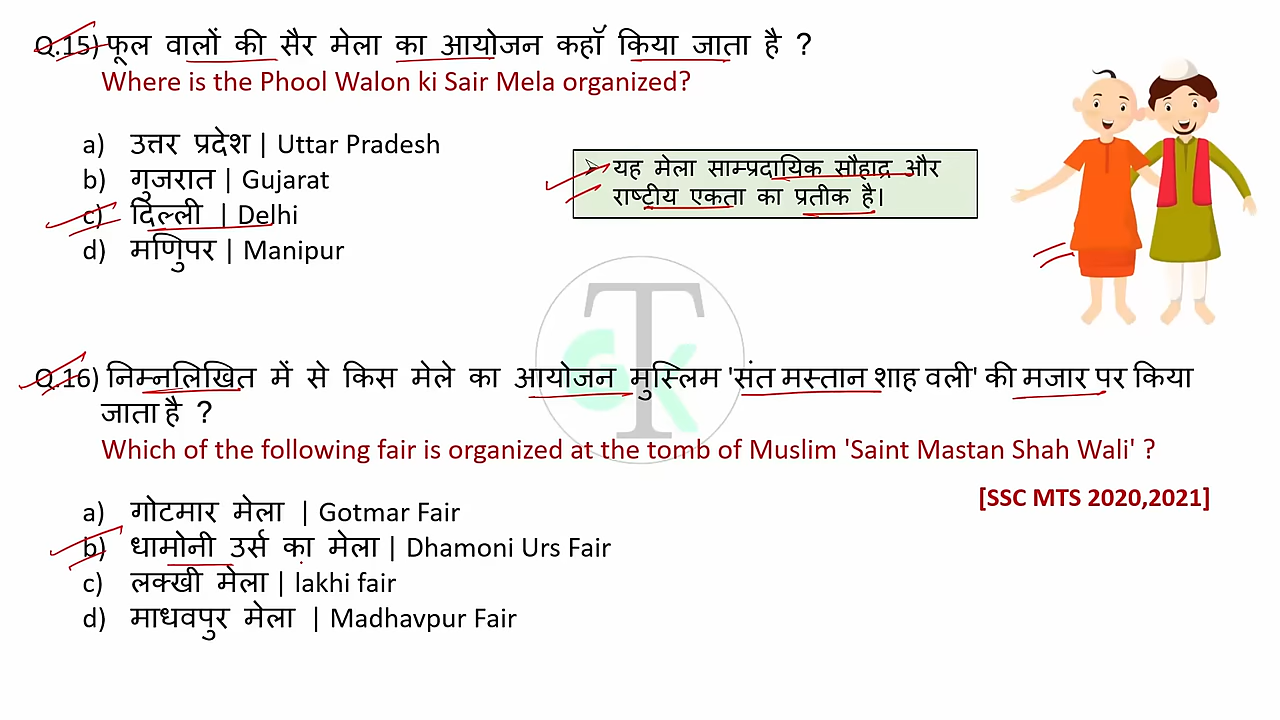 Q.15) फूल वालों की सैर मेला का आयोजन कहाँ किया जाता है ?
Where is the Phool Walon ki Sair Mela organized?
a) उत्तर प्रदेश | Uttar Pradesh
b) गुजरात | Gujarat
c) दिल्ली | Delhi
d) मणिुपर | Manipur
➢ यह मेला साम्प्रदायिक सौहाद्र और
राष्ट्रीय एकता का प्रतीक है।
Q.16) निम्नलिखित में से किस मेले का आयोजन मुस्लिम 'संत मस्तान शाह वली' की मजार पर किया
जाता है ?
Which of the following fair is organized at the tomb of Muslim 'Saint Mastan Shah Wali' ?
[SSC MTS 2020,2021]
a) गोटमार मेला | Gotmar Fair
b) धामोनी उर्स का मेला | Dhamoni Urs Fair
c) लक्खी मेला | lakhi fair
d) माधवपुर मेला | Madhavpur Fair
T
GK